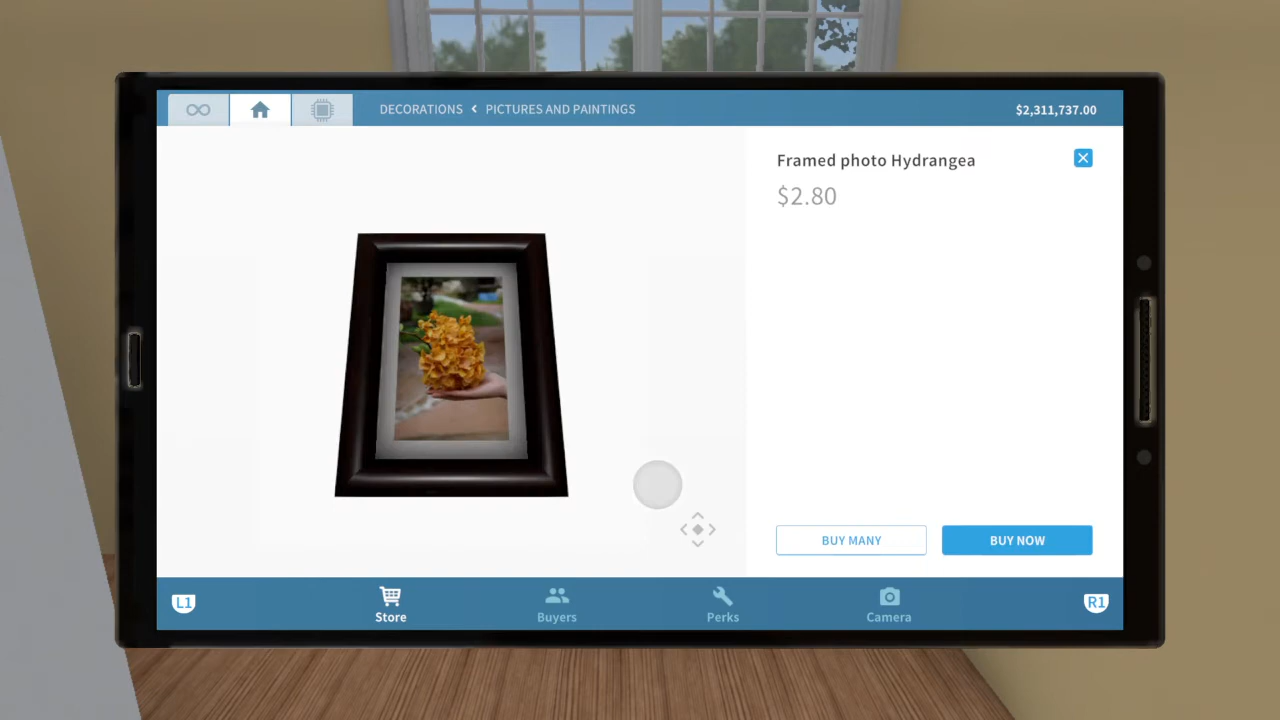 DECORATIONS < PICTURES AND PAINTINGS
$2,311,737.00
Framed photo Hydrangea
$2.80
BUY MANY
BUY NOW
L1
Store
Buyers
Perks
Camera
R1